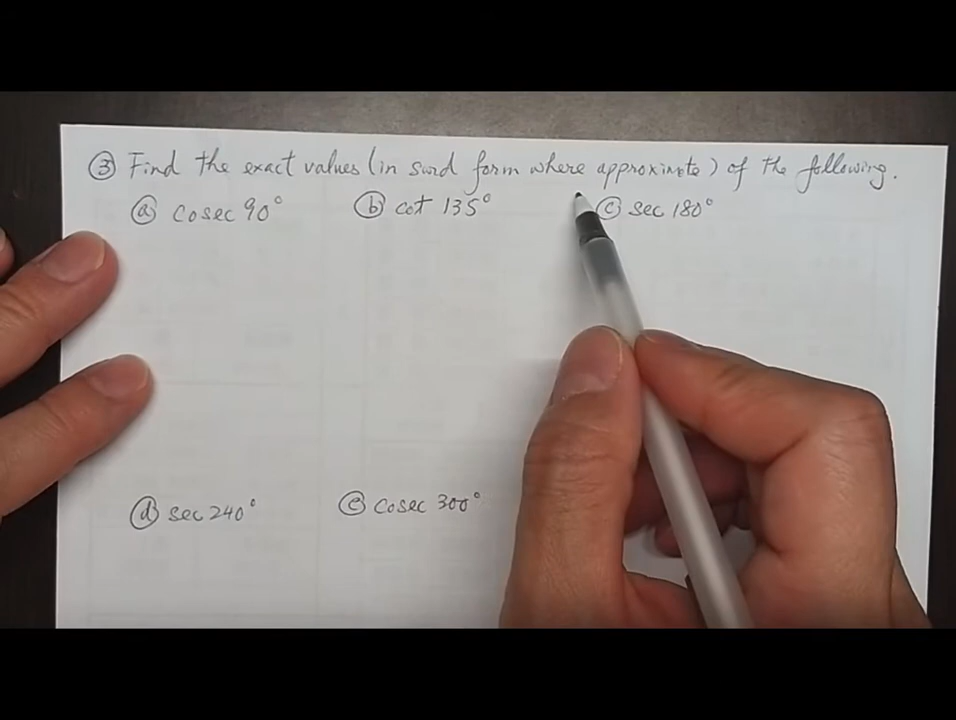 ③ Find the exact values (in surd form where approximate) of the following.
ⓐ cosec 90° ⓑ cot 135° ⓒ sec 180°
ⓓ sec 240° ⓔ cosec 300°